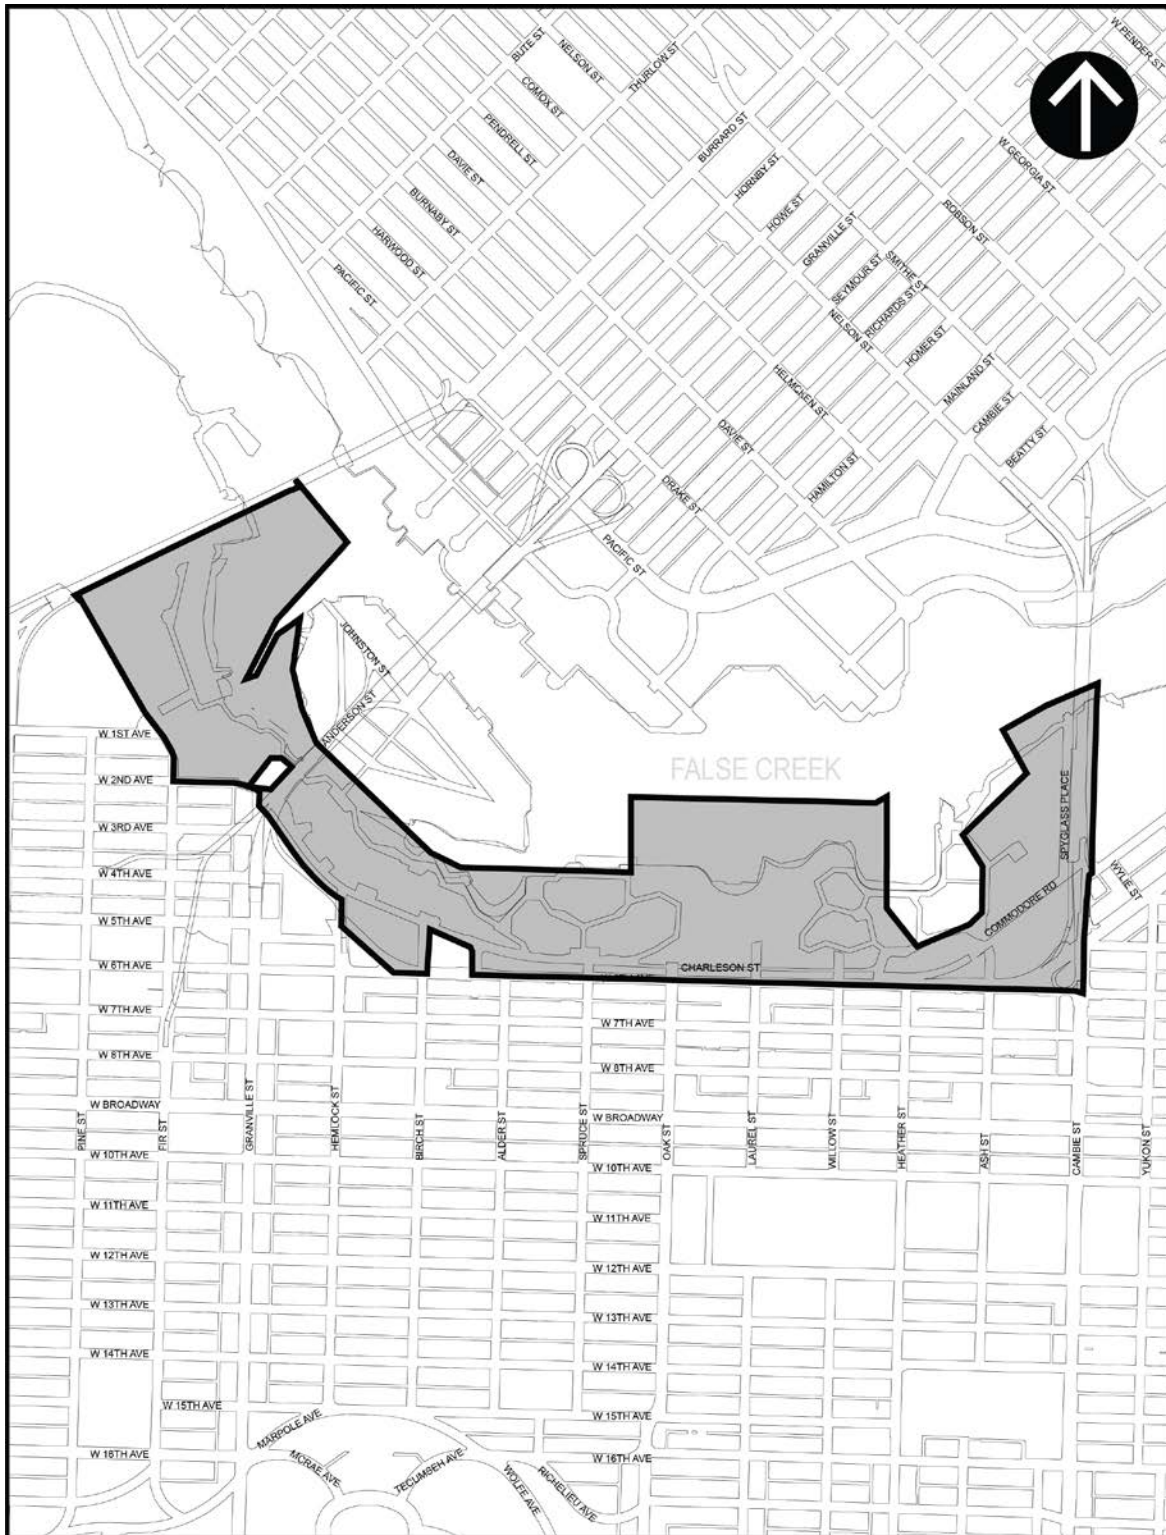 W PENDER ST
BUTE ST
NELSON ST
THURLOW ST
COMOX ST
PENDRELL ST
BURRARD ST
W GEORGIA ST
DAVIE ST
HORNBY ST
BURNABY ST
HOWE ST
ROBSON ST
HARWOOD ST
GRANVILLE ST
SMITHE ST
SEYMOUR ST
PACIFIC ST
RICHARDS ST
NELSON ST
HOMER ST
MAINLAND ST
HELMCKEN ST
CAMBIE ST
DAVIE ST
BEATTY ST
HAMILTON ST
DRAKE ST
PACIFIC ST
JOHNSTON ST
ANDERSON ST
W 1ST AVE
FALSE CREEK
W 2ND AVE
SPYGLASS PLACE
W 3RD AVE
W 4TH AVE
WYLIE ST
COMMODORE RD
W 5TH AVE
W 6TH AVE
CHARLESON ST
W 7TH AVE
W 7TH AVE
W 8TH AVE
W 8TH AVE
W BROADWAY
W BROADWAY
PINE ST
FIR ST
GRANVILLE ST
HEMLOCK ST
BIRCH ST
ALDER ST
SPRUCE ST
OAK ST
LAUREL ST
WILLOW ST
HEATHER ST
ASH ST
CAMBIE ST
YUKON ST
W 10TH AVE
W 10TH AVE
W 11TH AVE
W 11TH AVE
W 12TH AVE
W 12TH AVE
W 13TH AVE
W 13TH AVE
W 14TH AVE
W 14TH AVE
W 15TH AVE
W 15TH AVE
MARPOLE AVE
W 16TH AVE
W 16TH AVE
MCRAE AVE
TECUMSEH AVE
WOLFE AVE
RICHELIEU AVE